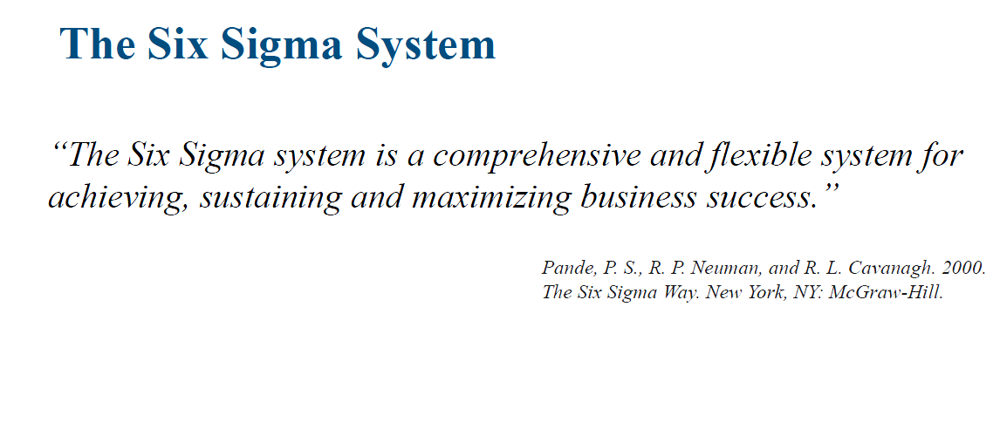 The Six Sigma System
“The Six Sigma system is a comprehensive and flexible system for
achieving, sustaining and maximizing business success.”
Pande, P. S., R. P. Neuman, and R. L. Cavanagh. 2000.
The Six Sigma Way. New York, NY: McGraw-Hill.